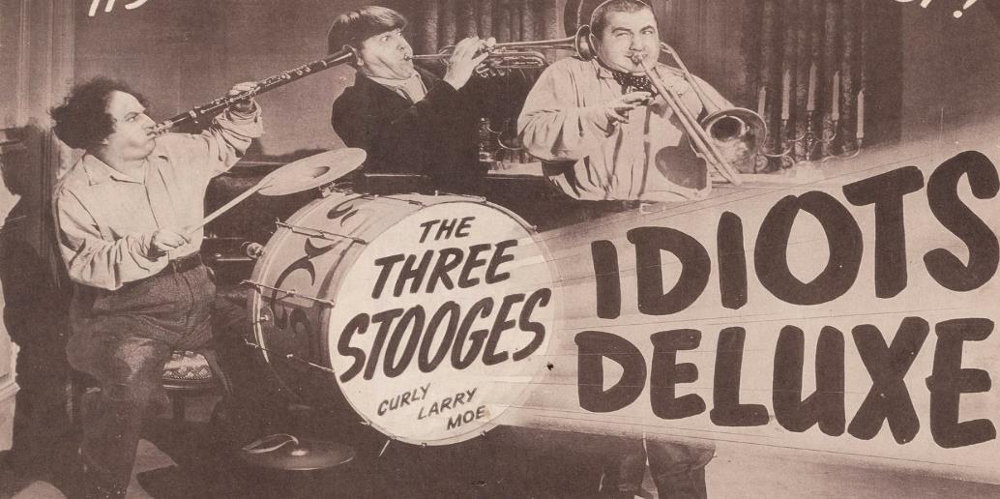 THE
THREE
STOOGES
CURLY
LARRY
MOE
IDIOTS
DELUXE